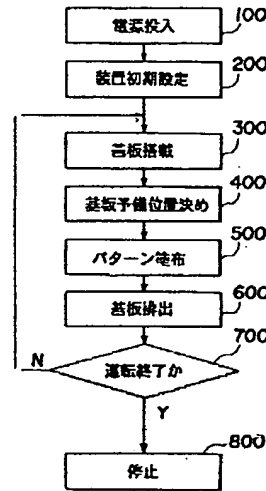 電源投入 100
装置初期設定 200
基板搭載 300
基板予備位置決め 400
パターン塗布 500
基板排出 600
運転終了か 700
N
Y
停止 800